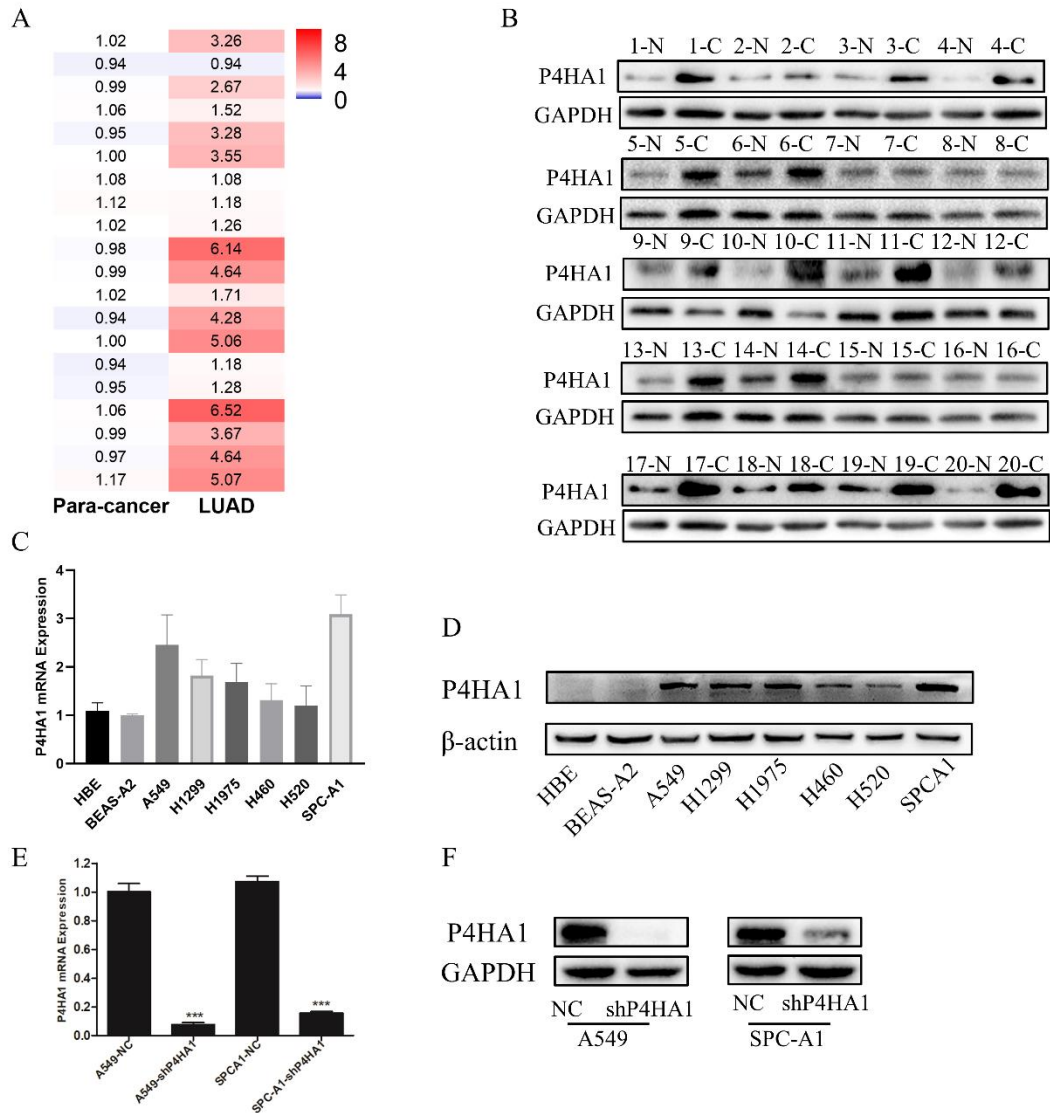 A
1.02 3.26
0.94 0.94
0.99 2.67
1.06 1.52
0.95 3.28
1.00 3.55
1.08 1.08
1.12 1.18
1.02 1.26
0.98 6.14
0.99 4.64
1.02 1.71
0.94 4.28
1.00 5.06
0.94 1.18
0.95 1.28
1.06 6.52
0.99 3.67
0.97 4.64
1.17 5.07
Para-cancer LUAD
8
4
0
B
1-N 1-C 2-N 2-C 3-N 3-C 4-N 4-C
P4HA1
GAPDH
5-N 5-C 6-N 6-C 7-N 7-C 8-N 8-C
P4HA1
GAPDH
9-N 9-C 10-N 10-C 11-N 11-C 12-N 12-C
P4HA1
GAPDH
13-N 13-C 14-N 14-C 15-N 15-C 16-N 16-C
P4HA1
GAPDH
17-N 17-C 18-N 18-C 19-N 19-C 20-N 20-C
P4HA1
GAPDH
C
P4HA1 mRNA Expression
4
3
2
1
0
HBE BEAS-A2 A549 H1299 H1975 H460 H520 SPC-A1
D
P4HA1
β-actin
HBE BEAS-A2 A549 H1299 H1975 H460 H520 SPCA1
E
P4HA1 mRNA Expression
1.2
1.0
0.8
0.6
0.4
0.2
0.0
*** ***
A549-NC A549-shP4HA1 SPCA1-NC SPC-A1-shP4HA1
F
P4HA1
GAPDH
NC shP4HA1 NC shP4HA1
A549 SPC-A1